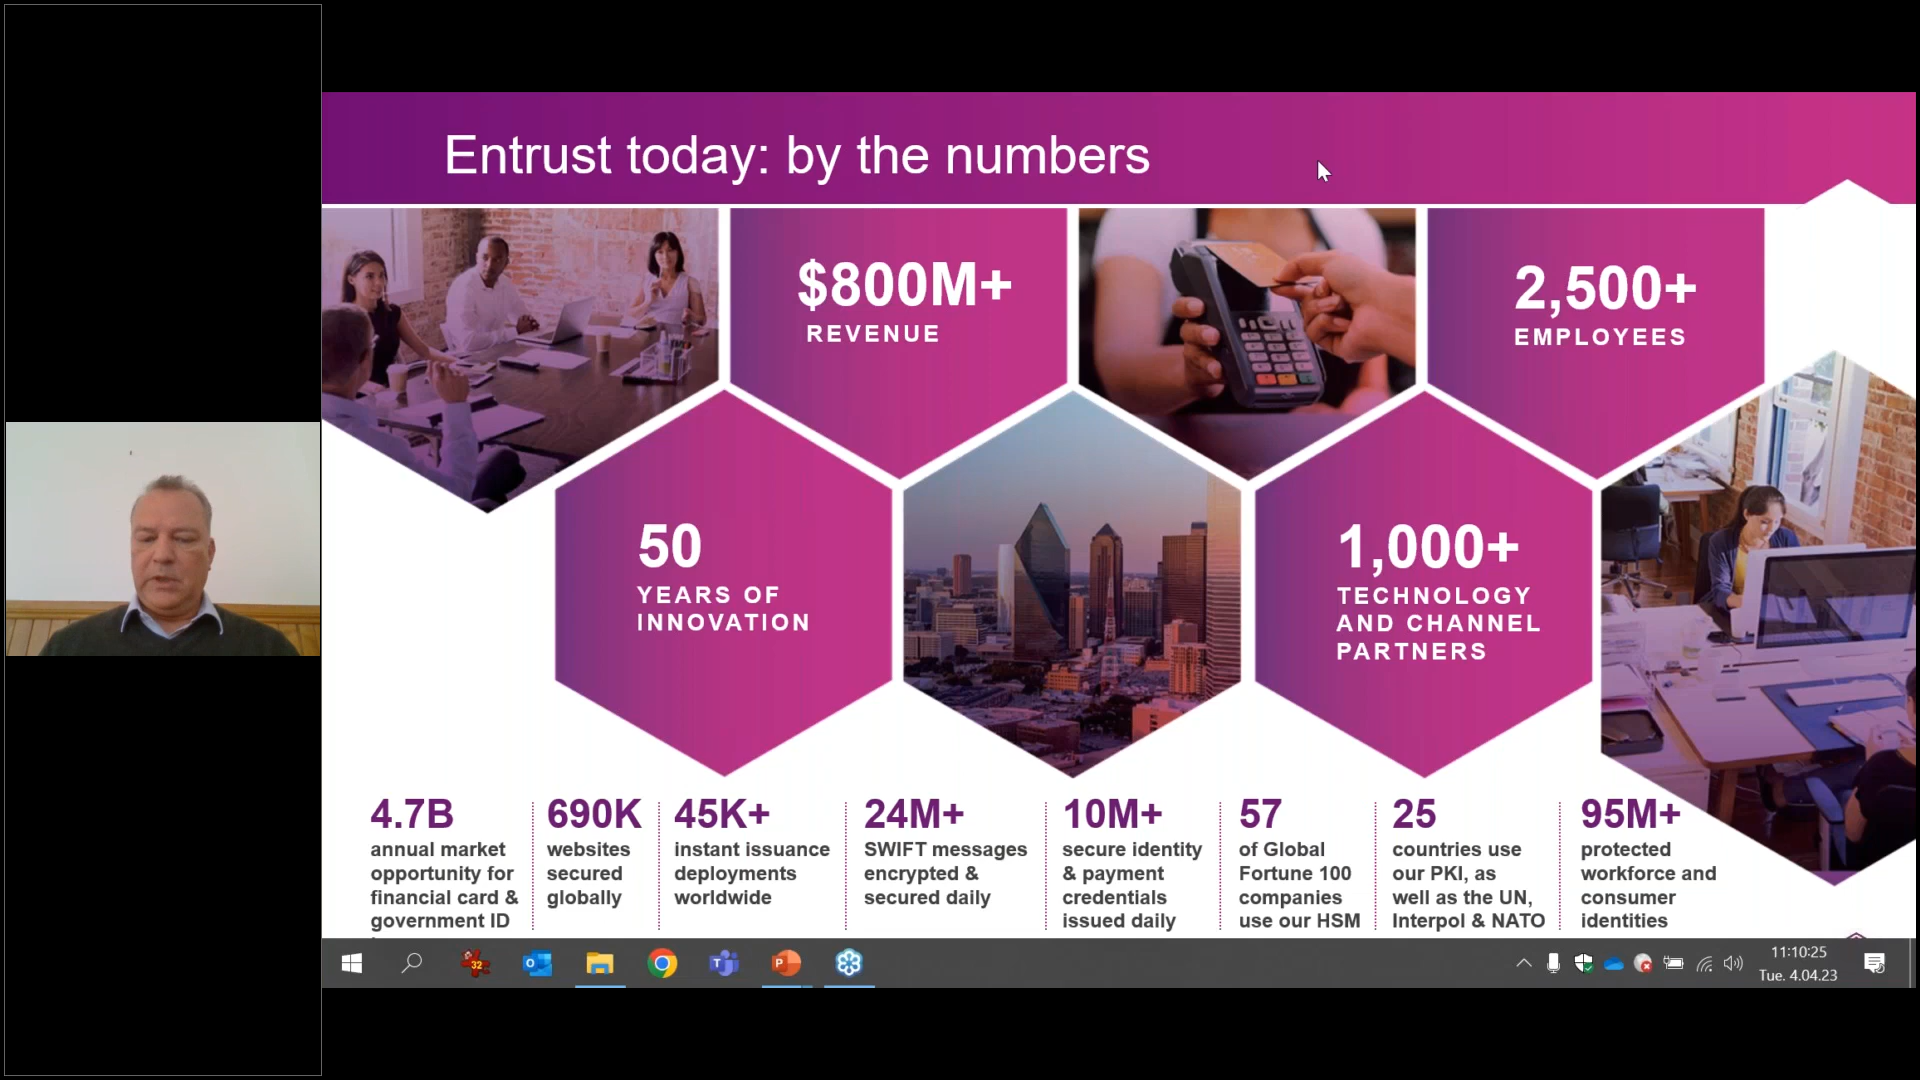 Entrust today: by the numbers
$800M+
REVENUE
2,500+
EMPLOYEES
50
YEARS OF
INNOVATION
1,000+
TECHNOLOGY
AND CHANNEL
PARTNERS
4.7B
annual market
opportunity for
financial card &
government ID
690K
websites
secured
globally
45K+
instant issuance
deployments
worldwide
24M+
SWIFT messages
encrypted &
secured daily
10M+
secure identity
& payment
credentials
issued daily
57
of Global
Fortune 100
companies
use our HSM
25
countries use
our PKI, as
well as the UN,
Interpol & NATO
95M+
protected
workforce and
consumer
identities
32
11:10:25
Tue. 4.04.23